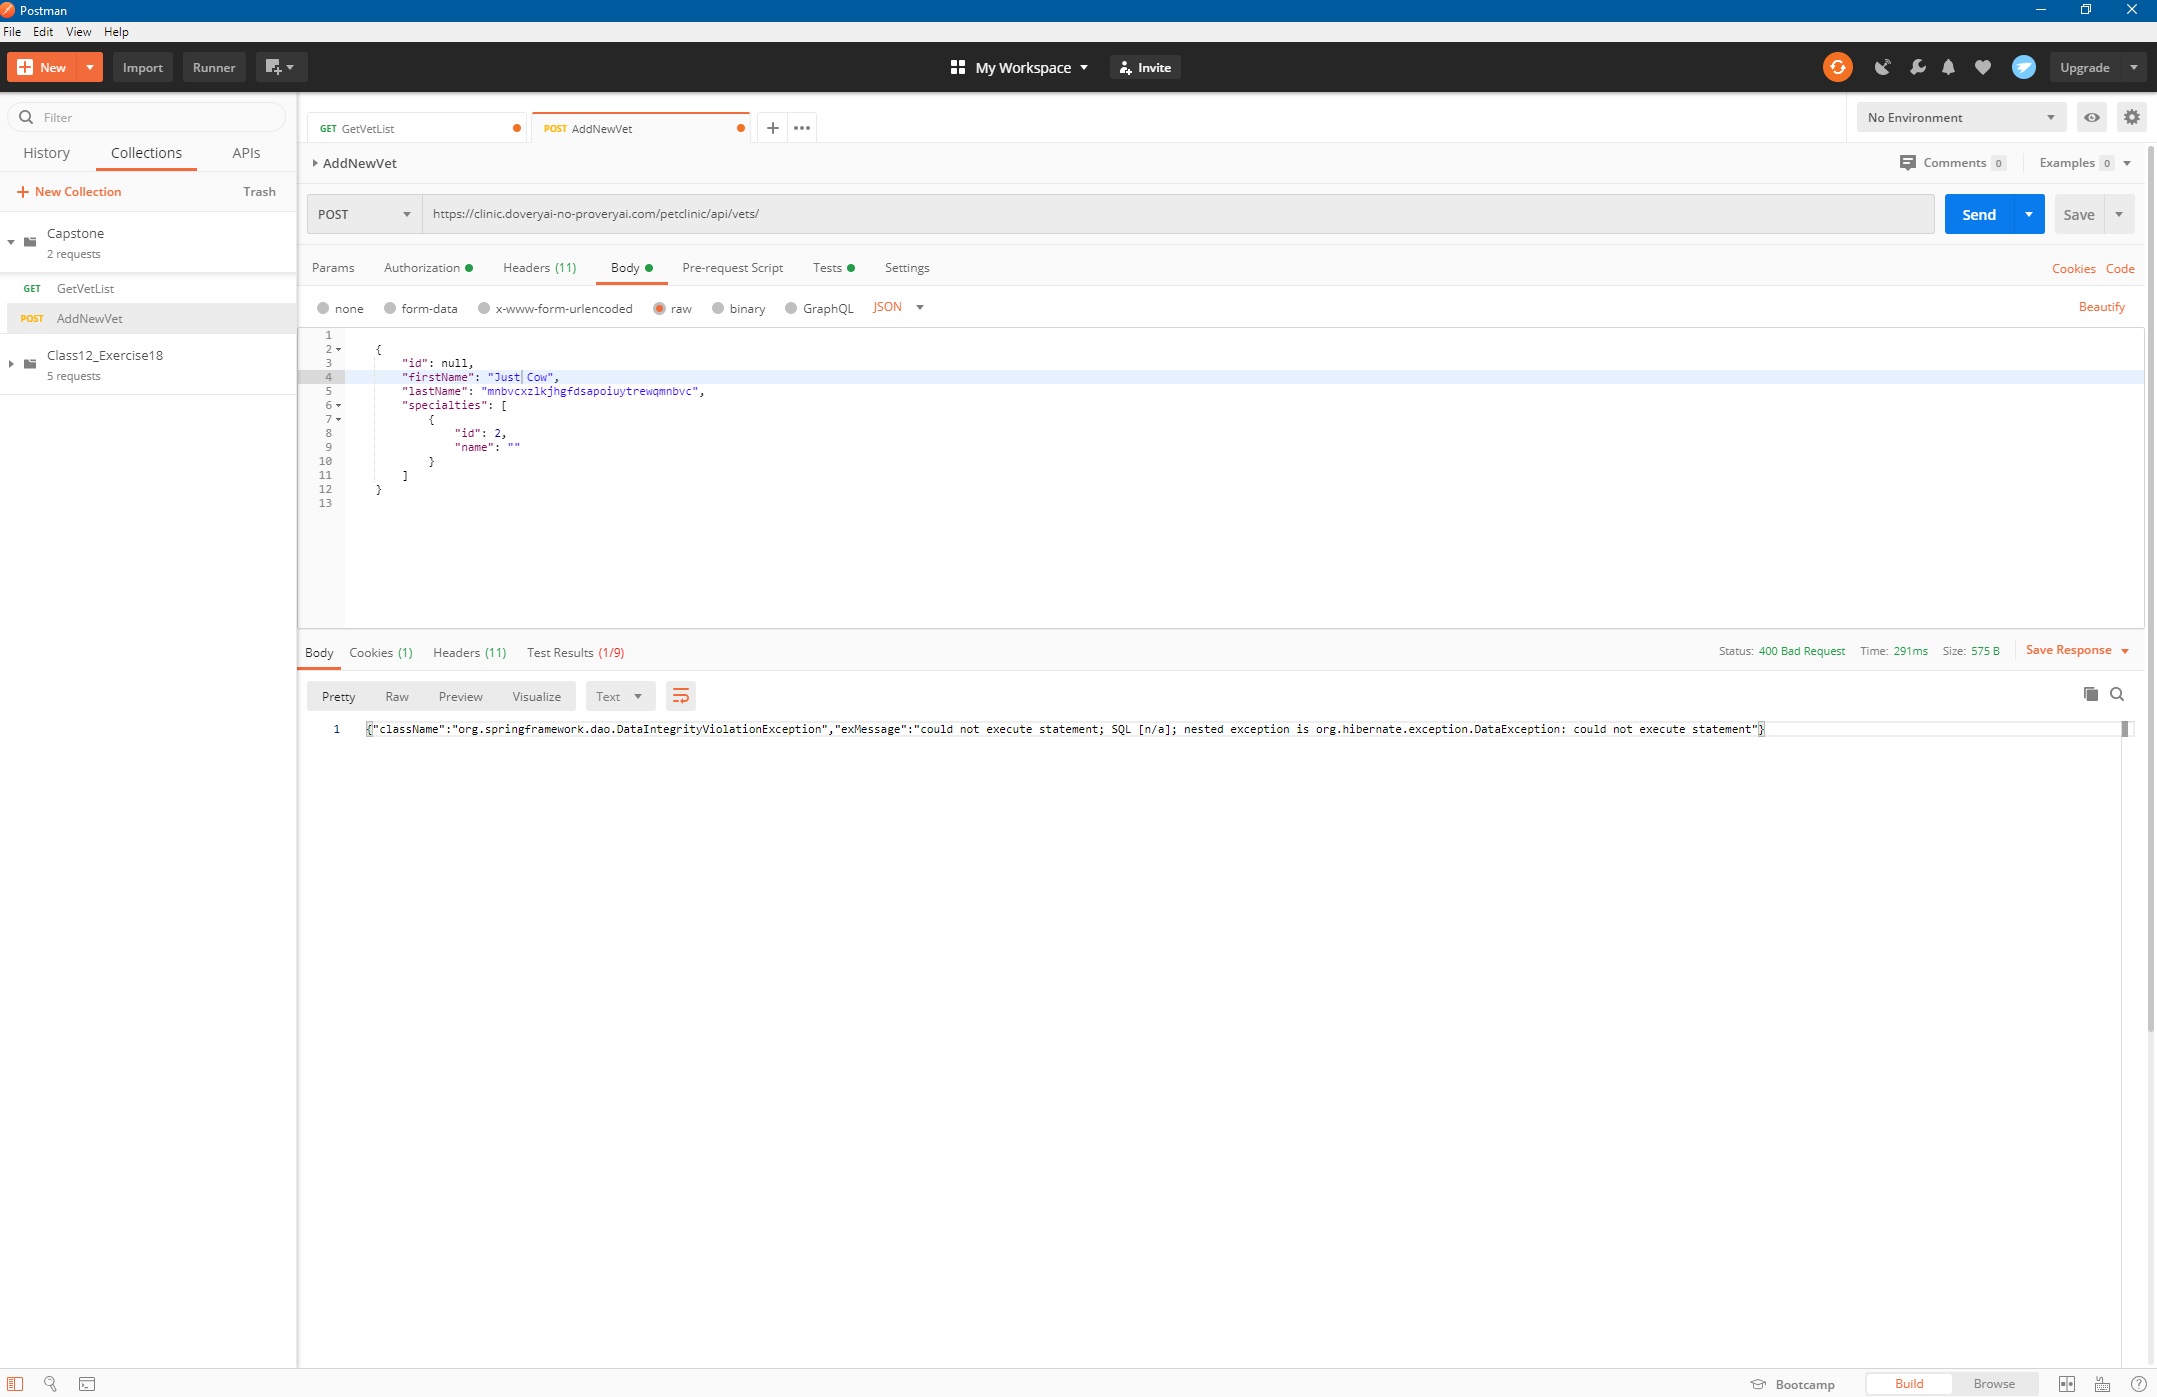 Postman
File Edit View Help
New Import Runner My Workspace Invite Upgrade
Filter
History Collections APIs
New Collection Trash
Capstone
2 requests
GET GetVetList
POST AddNewVet
Class12_Exercise18
5 requests
GET GetVetList POST AddNewVet
No Environment
AddNewVet
Comments 0 Examples 0
POST https://clinic.doveryai-no-proveryai.com/petclinic/api/vets/ Send Save
Params Authorization Headers (11) Body Pre-request Script Tests Settings Cookies Code
none form-data x-www-form-urlencoded raw binary GraphQL JSON Beautify
1
2 {
3 "id": null,
4 "firstName": "Just Cow",
5 "lastName": "mnbvcxzlkjhgfdsapoiuytrewqmnbvc",
6 "specialties": [
7 {
8 "id": 2,
9 "name": ""
10 }
11 ]
12 }
13
Body Cookies (1) Headers (11) Test Results (1/9) Status: 400 Bad Request Time: 291ms Size: 575 B Save Response
Pretty Raw Preview Visualize Text
1 {"className":"org.springframework.dao.DataIntegrityViolationException","exMessage":"could not execute statement; SQL [n/a]; nested exception is org.hibernate.exception.DataException: could not execute statement"}
Bootcamp Build Browse